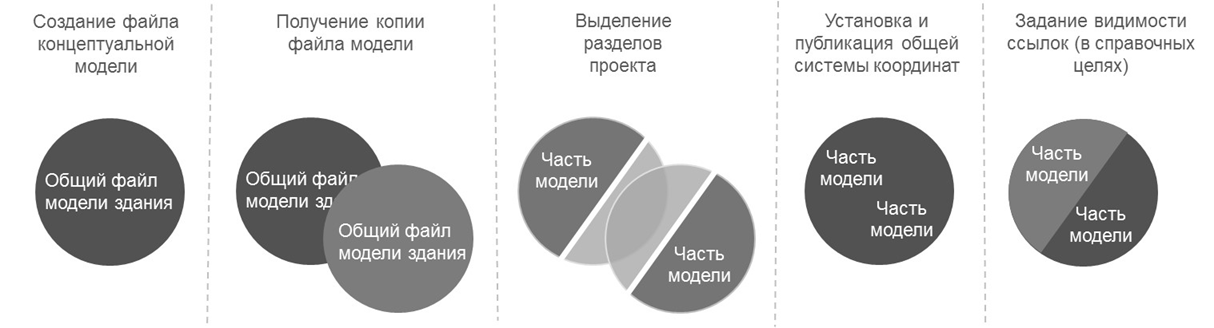 Создание файла
концептуальной
модели
Получение копии
файла модели
Выделение
разделов
проекта
Установка и
публикация общей
системы координат
Задание видимости
ссылок (в справочных
целях)
Общий файл
модели здания
Общий файл
модели зд
Общий файл
модели здания
Часть
модели
Часть
модели
Часть
модели
Часть
модели
Часть
модели
Часть
модели